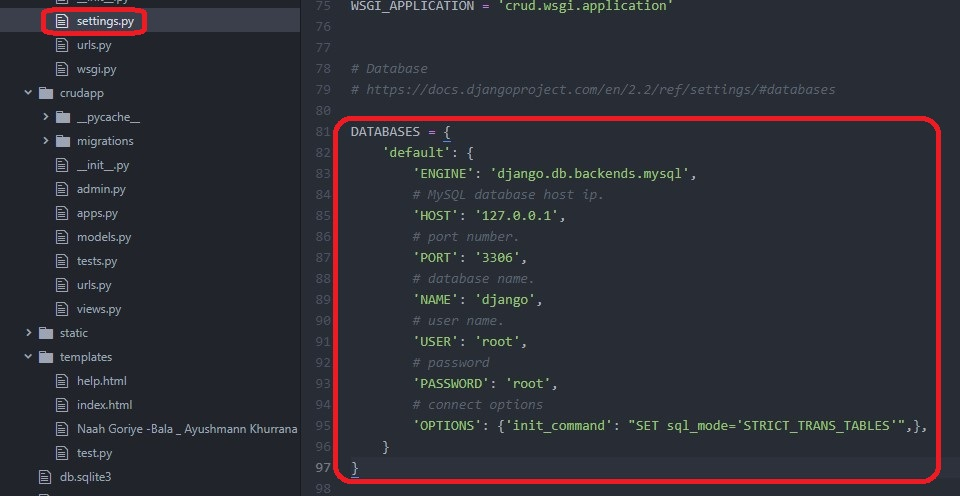 __init__.py
settings.py
urls.py
wsgi.py
crudapp
__pycache__
migrations
__init__.py
admin.py
apps.py
models.py
tests.py
urls.py
views.py
static
templates
help.html
index.html
Naah Goriye -Bala _ Ayushmann Khurrana
test.py
db.sqlite3
75 WSGI_APPLICATION = 'crud.wsgi.application'
76
77
78 # Database
79 # https://docs.djangoproject.com/en/2.2/ref/settings/#databases
80
81 DATABASES = {
82     'default': {
83         'ENGINE': 'django.db.backends.mysql',
84         # MySQL database host ip.
85         'HOST': '127.0.0.1',
86         # port number.
87         'PORT': '3306',
88         # database name.
89         'NAME': 'django',
90         # user name.
91         'USER': 'root',
92         # password
93         'PASSWORD': 'root',
94         # connect options
95         'OPTIONS': {'init_command': "SET sql_mode='STRICT_TRANS_TABLES'",},
96     }
97 }
98